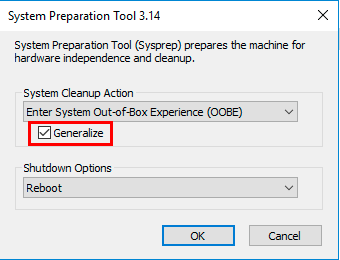 System Preparation Tool 3.14
System Preparation Tool (Sysprep) prepares the machine for
hardware independence and cleanup.
System Cleanup Action
Enter System Out-of-Box Experience (OOBE)
Generalize
Shutdown Options
Reboot
OK
Cancel